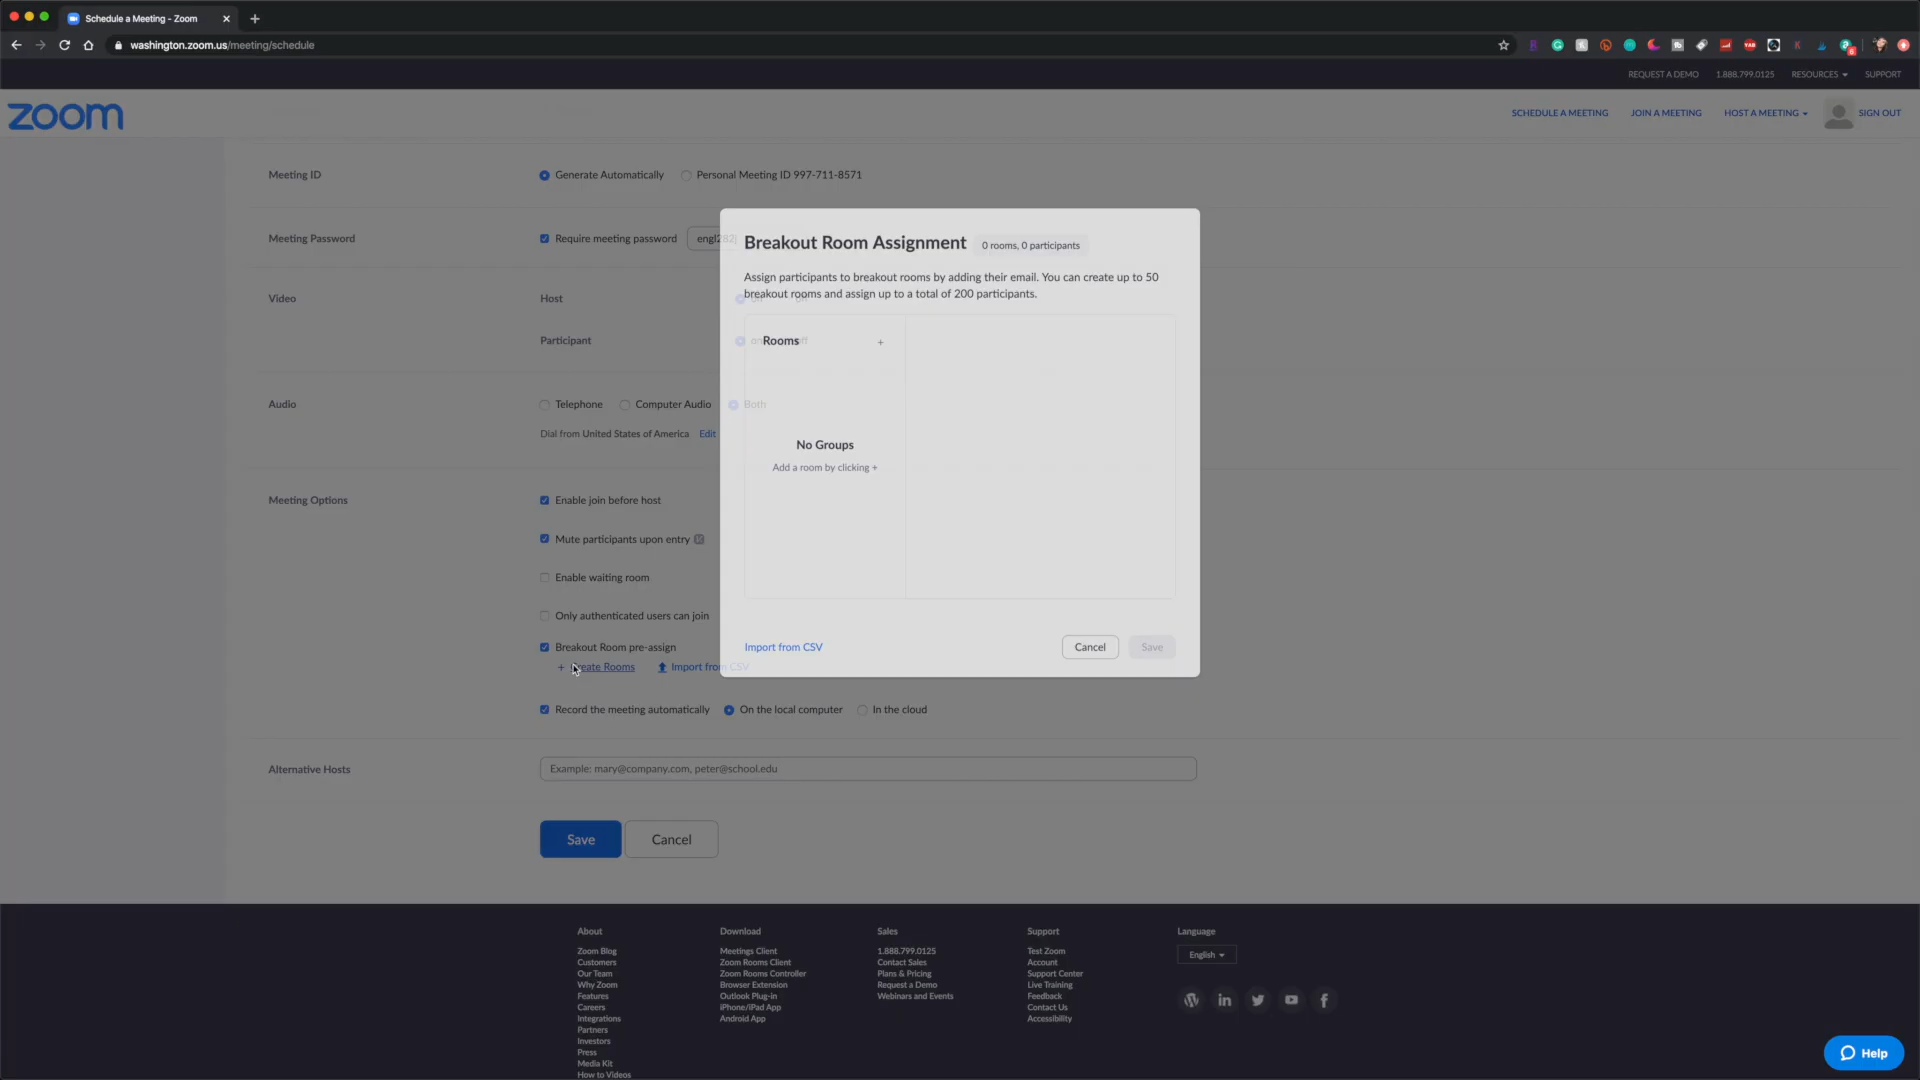 Schedule a Meeting - Zoom
washington.zoom.us/meeting/schedule
REQUEST A DEMO 1.888.799.0125 RESOURCES SUPPORT
zoom
SCHEDULE A MEETING JOIN A MEETING HOST A MEETING SIGN OUT
Meeting ID Generate Automatically Personal Meeting ID 997-711-8571
Meeting Password Require meeting password engl282j
Video Host
Participant
Audio Telephone Computer Audio Both
Dial from United States of America Edit
Meeting Options Enable join before host
Mute participants upon entry
Enable waiting room
Only authenticated users can join
Breakout Room pre-assign
+ Create Rooms Import from CSV
Record the meeting automatically On the local computer In the cloud
Alternative Hosts Example: mary@company.com, peter@school.edu
Save Cancel
Breakout Room Assignment 0 rooms, 0 participants
Assign participants to breakout rooms by adding their email. You can create up to 50
breakout rooms and assign up to a total of 200 participants.
Rooms +
No Groups
Add a room by clicking +
Import from CSV Cancel Save
About
Zoom Blog
Customers
Our Team
Why Zoom
Features
Careers
Integrations
Partners
Investors
Press
Media Kit
How to Videos
Download
Meetings Client
Zoom Rooms Client
Zoom Rooms Controller
Browser Extension
Outlook Plug-in
iPhone/iPad App
Android App
Sales
1.888.799.0125
Contact Sales
Plans & Pricing
Request a Demo
Webinars and Events
Support
Test Zoom
Account
Support Center
Live Training
Feedback
Contact Us
Accessibility
Language
English
Help